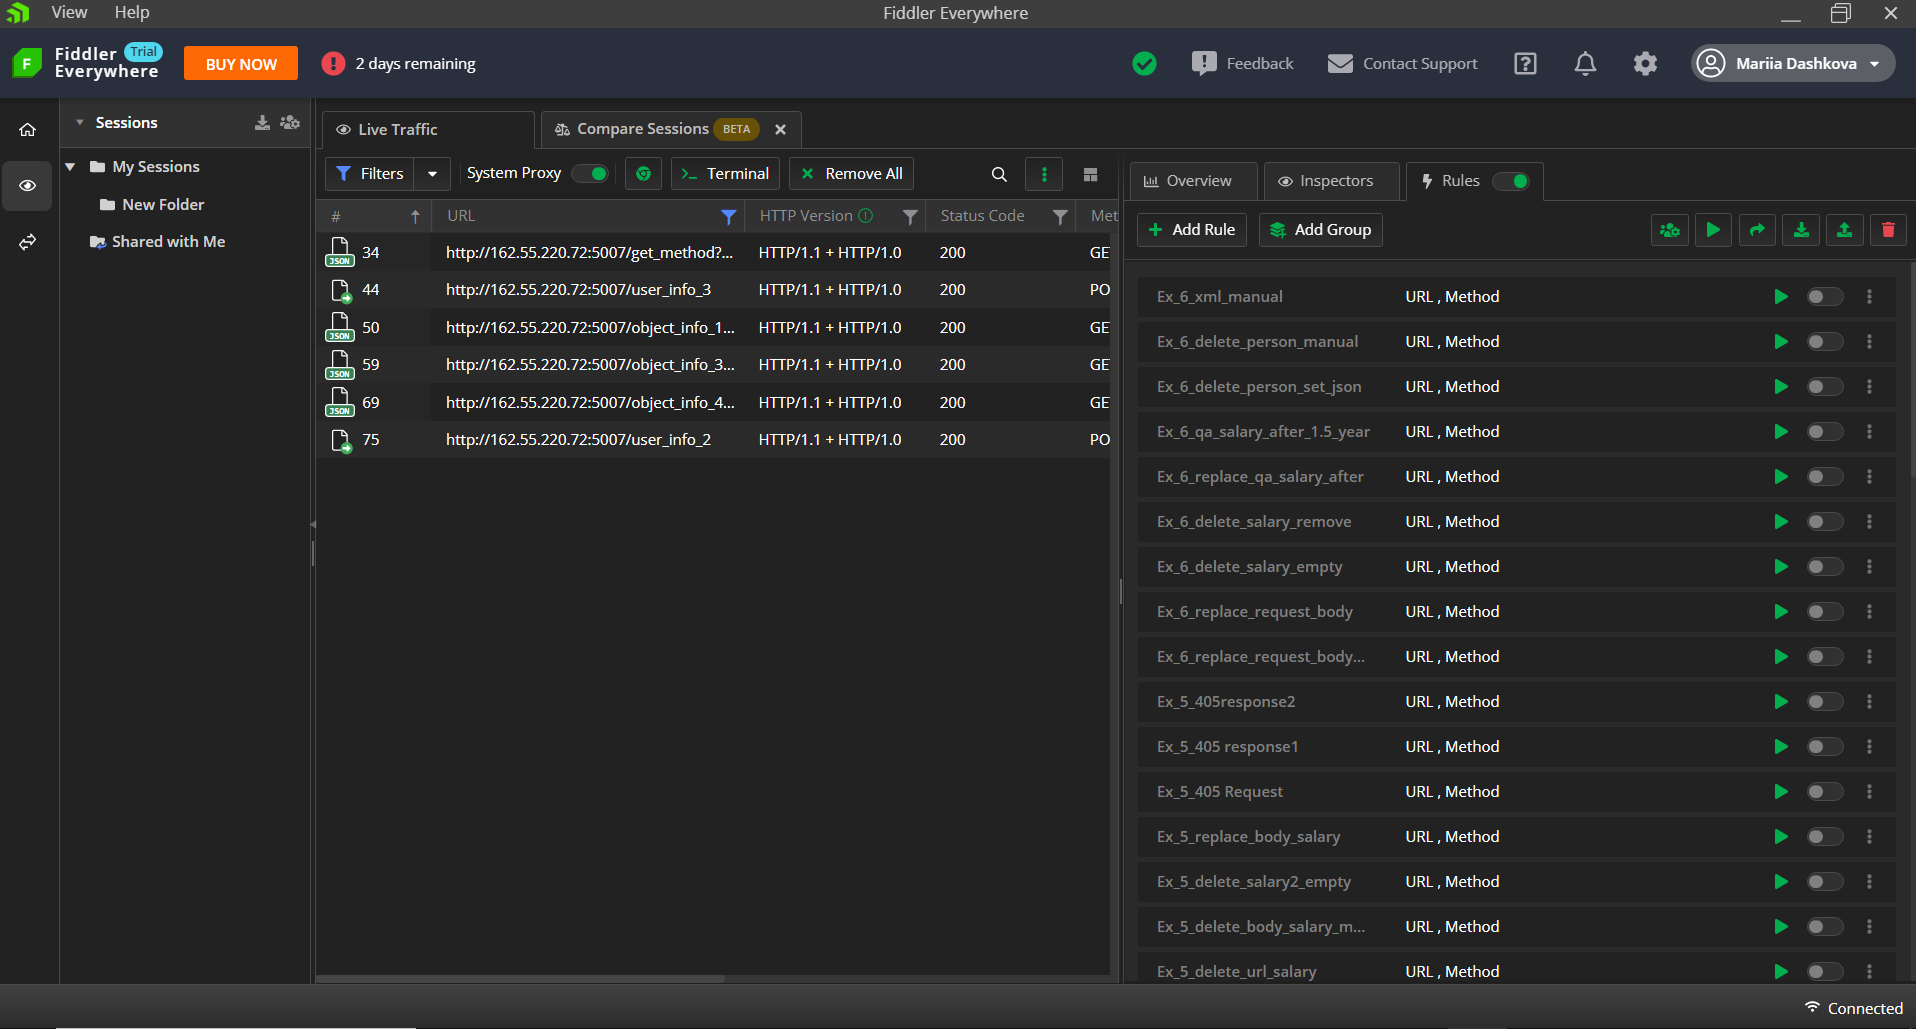 View Help Fiddler Everywhere
Fiddler Everywhere Trial BUY NOW 2 days remaining Feedback Contact Support Mariia Dashkova
Sessions
My Sessions
New Folder
Shared with Me
Live Traffic
Compare Sessions BETA
Filters System Proxy Terminal Remove All
# URL HTTP Version Status Code Met
JSON 34 http://162.55.220.72:5007/get_method?... HTTP/1.1 + HTTP/1.0 200 GE
44 http://162.55.220.72:5007/user_info_3 HTTP/1.1 + HTTP/1.0 200 PO
JSON 50 http://162.55.220.72:5007/object_info_1... HTTP/1.1 + HTTP/1.0 200 GE
JSON 59 http://162.55.220.72:5007/object_info_3... HTTP/1.1 + HTTP/1.0 200 GE
JSON 69 http://162.55.220.72:5007/object_info_4... HTTP/1.1 + HTTP/1.0 200 GE
75 http://162.55.220.72:5007/user_info_2 HTTP/1.1 + HTTP/1.0 200 PO
Overview Inspectors Rules
Add Rule Add Group
Ex_6_xml_manual URL , Method
Ex_6_delete_person_manual URL , Method
Ex_6_delete_person_set_json URL , Method
Ex_6_qa_salary_after_1.5_year URL , Method
Ex_6_replace_qa_salary_after URL , Method
Ex_6_delete_salary_remove URL , Method
Ex_6_delete_salary_empty URL , Method
Ex_6_replace_request_body URL , Method
Ex_6_replace_request_body... URL , Method
Ex_5_405response2 URL , Method
Ex_5_405 response1 URL , Method
Ex_5_405 Request URL , Method
Ex_5_replace_body_salary URL , Method
Ex_5_delete_salary2_empty URL , Method
Ex_5_delete_body_salary_m... URL , Method
Ex_5_delete_url_salary URL , Method
Connected